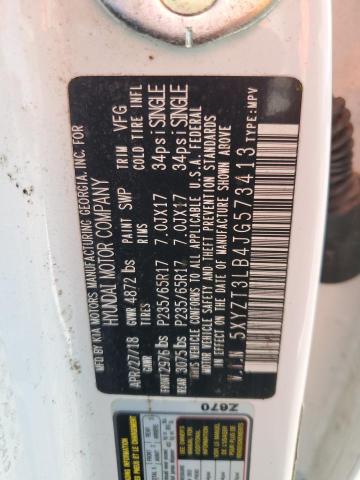 MFD BY KIA MOTORS MANUFACTURING GEORGIA, INC. FOR
HYUNDAI MOTOR COMPANY
APR/27/18 GVWR 4872 lbs PAINT SWP TRIM VFG
GAWR TIRES RIMS COLD TIRE INFL
FRONT 2976 lbs P235/65R17 7.0JX17 34psi SINGLE
REAR 3075 lbs P235/65R17 7.0JX17 34psi SINGLE
THIS VEHICLE CONFORMS TO ALL APPLICABLE U.S.A. FEDERAL
MOTOR VEHICLE SAFETY AND THEFT PREVENTION STANDARDS
IN EFFECT ON THE DATE OF MANUFACTURE SHOWN ABOVE.
V.I.N 5XYZT3LB4JG573413 TYPE: MPV
Z670